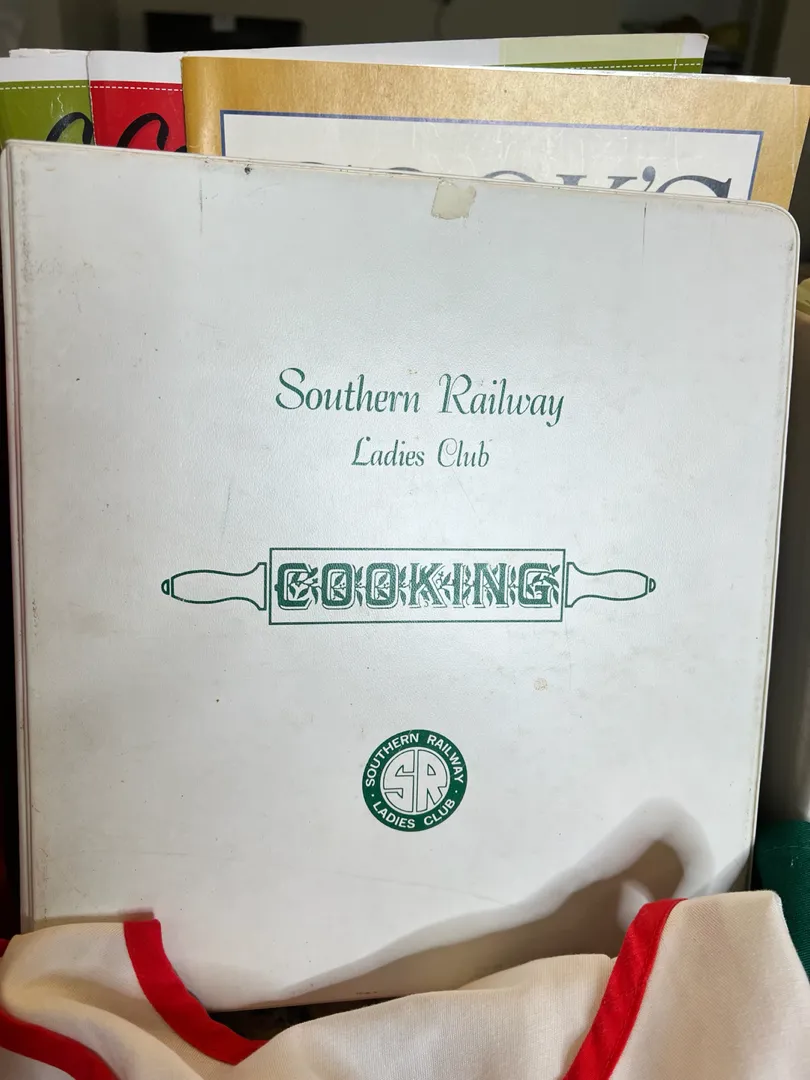 Southern Railway
Ladies Club
COOKING
SOUTHERN RAILWAY
SR
LADIES CLUB